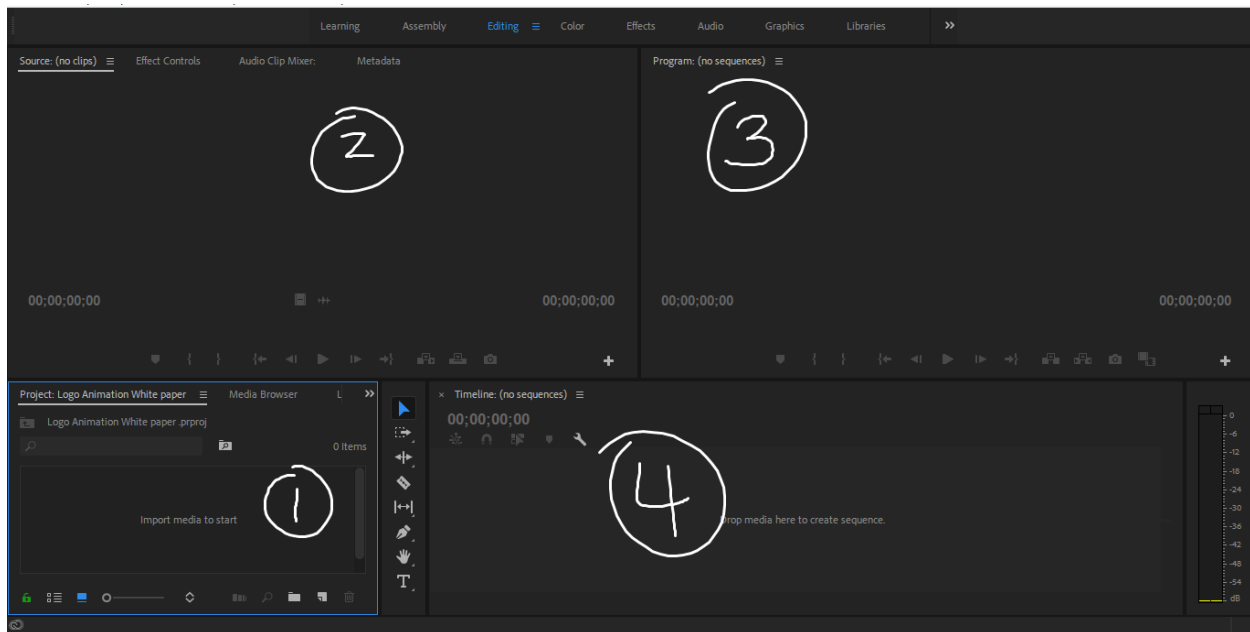 Learning Assembly Editing Color Effects Audio Graphics Libraries
Source: (no clips) Effect Controls Audio Clip Mixer: Metadata
2
00;00;00;00 00;00;00;00
Program: (no sequences)
3
00;00;00;00 00;00;00;00
Project: Logo Animation White paper Media Browser L
Logo Animation White paper .prproj
0 Items
Import media to start
1
T
× Timeline: (no sequences)
00;00;00;00
4
Drop media here to create sequence.
0
-6
-12
-18
-24
-30
-36
-42
-48
-54
dB